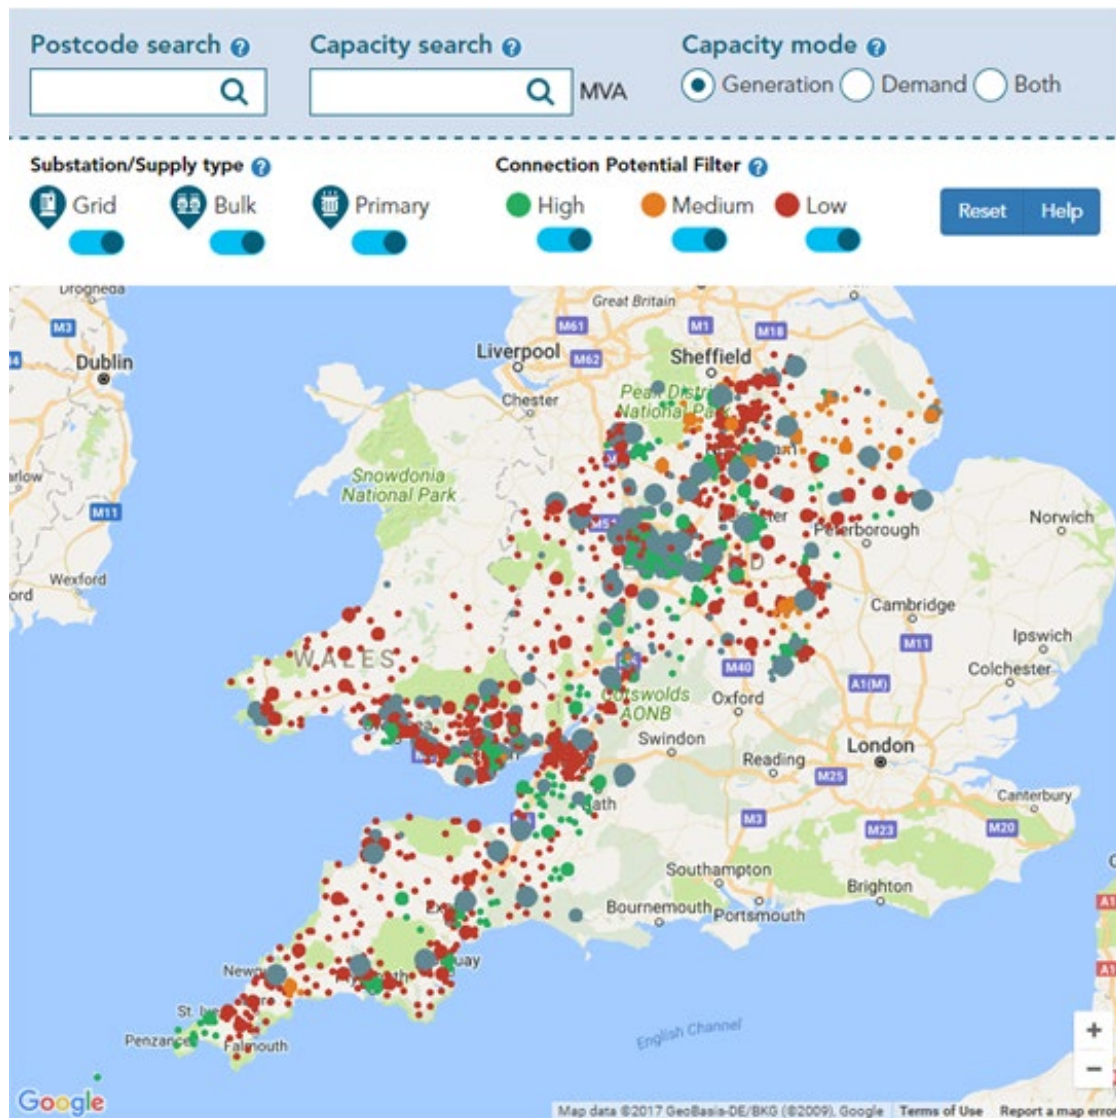 Postcode search ?
Capacity search ?
MVA
Capacity mode ?
Generation
Demand
Both
Substation/Supply type ?
Grid
Bulk
Primary
Connection Potential Filter ?
High
Medium
Low
Reset
Help
Drogheda
Great Britain
M3
M61
M1
M18
Dublin
Liverpool
M62
Sheffield
Chester
Peak District
National Park
Snowdonia
National Park
M11
Norwich
Peterborough
Wexford
Cambridge
M11
Ipswich
WALES
M40
Colchester
A1(M)
Cotswolds
AONB
Oxford
Swindon
London
Reading
M25
Canterbury
M3
M23
M20
Southampton
Brighton
Bournemouth
Portsmouth
Penzance
Falmouth
English Channel
+
−
Google
Map data ©2017 GeoBasis-DE/BKG (©2009), Google
Terms of Use
Report a map error